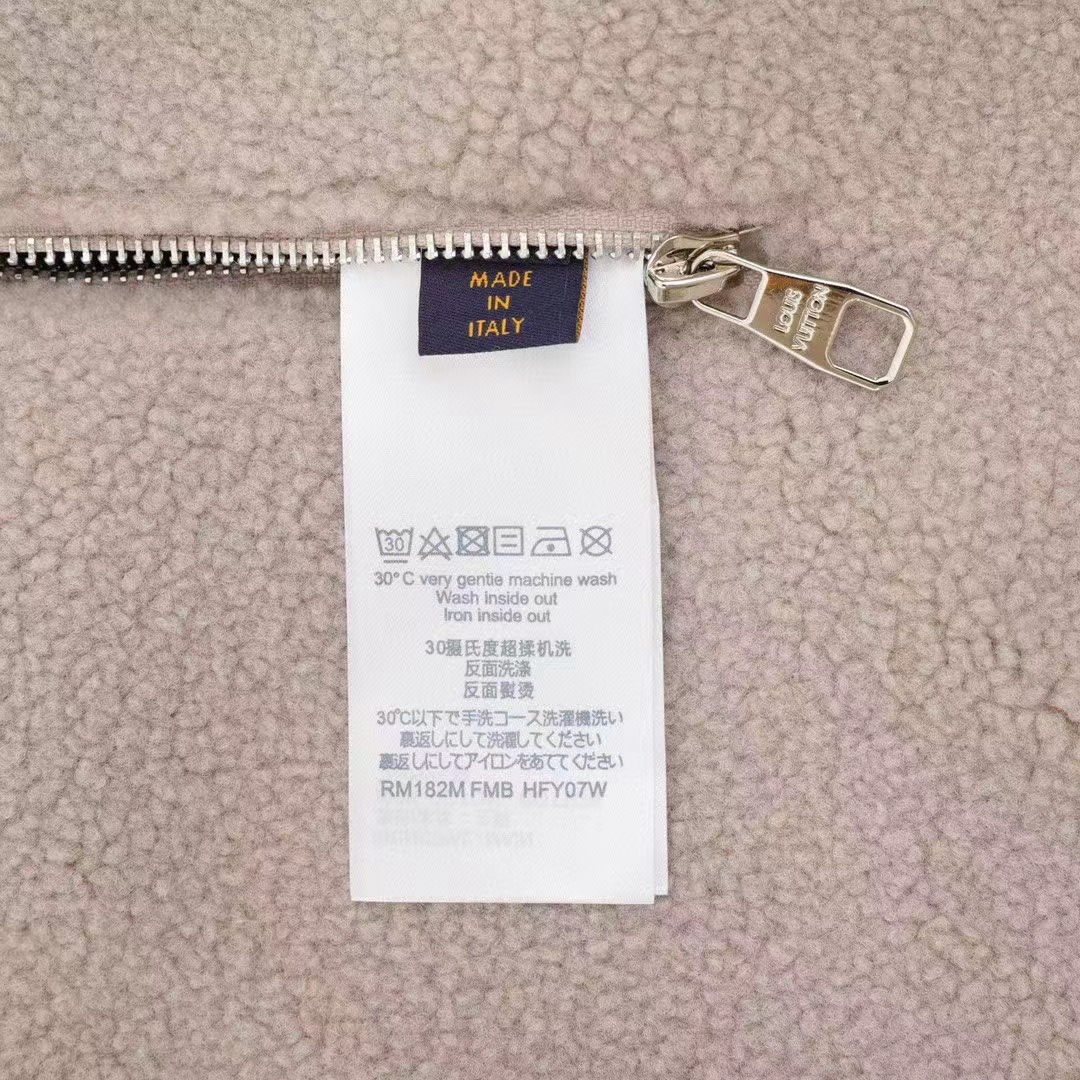 MADE
IN
ITALY
LOUIS
VUITTON
30
30°C very gentie machine wash
Wash inside out
Iron inside out
30摄氏度超揉机洗
反面洗涤
反面熨烫
30℃以下で手洗コース洗濯機洗い
裏返しにして洗濯してください
裏返しにしてアイロンをあててください
RM182M FMB HFY07W